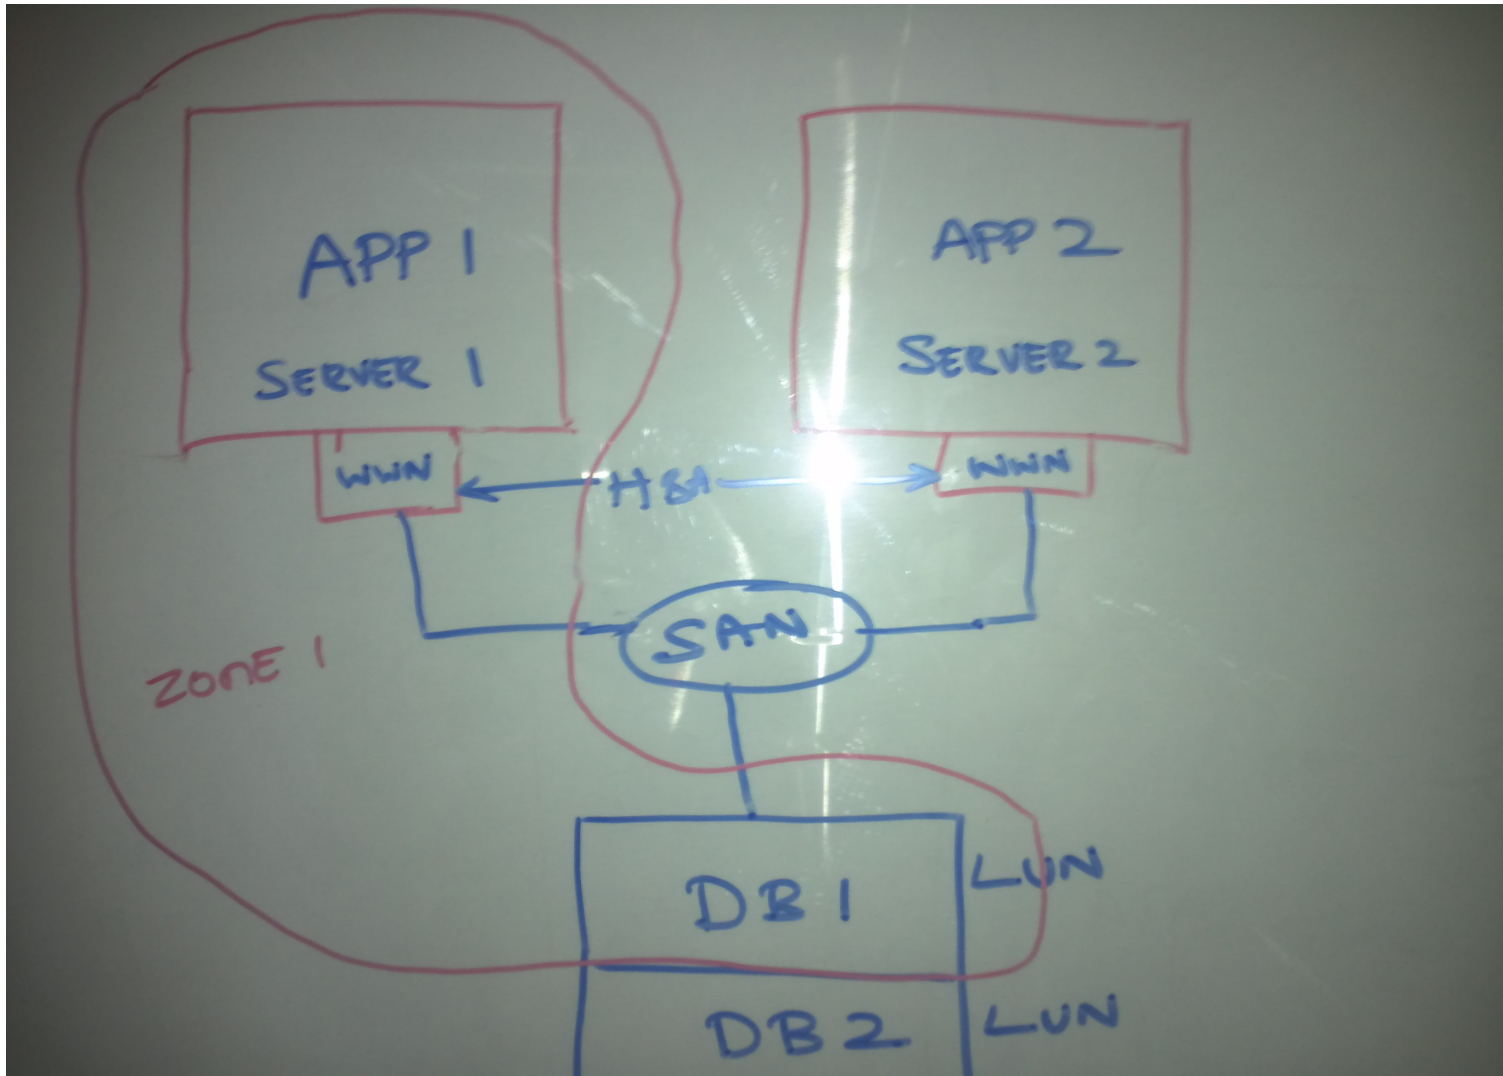 APP 1
SERVER 1
APP 2
SERVER 2
WWN
HBA
WWN
SAN
ZONE 1
DB 1
LUN
DB 2
LUN